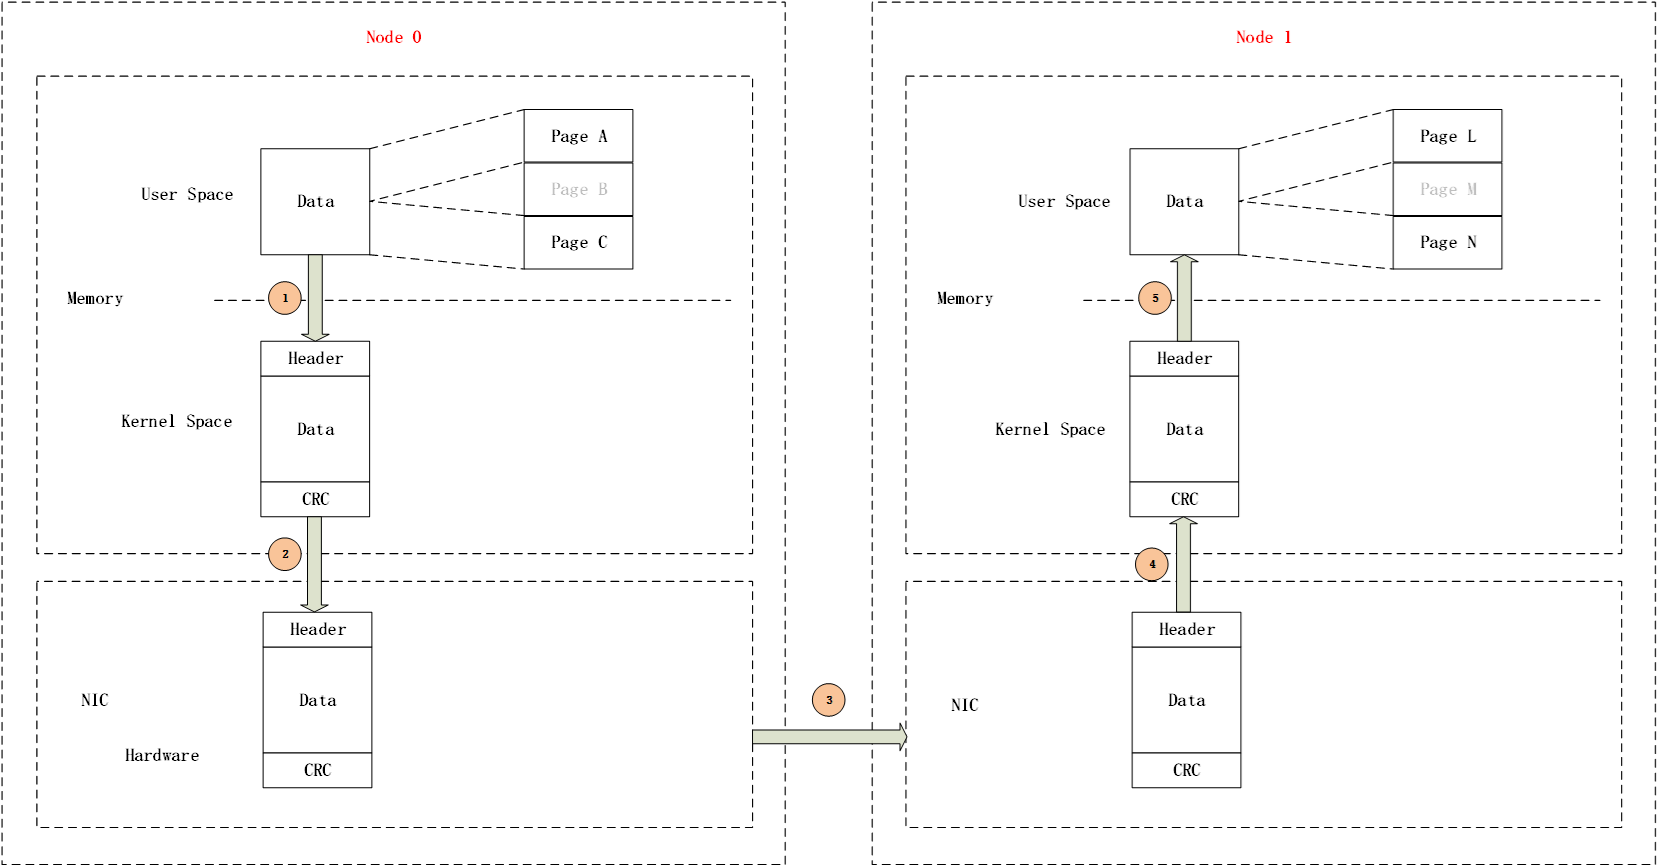 Node 0
Page A
User Space
Data
Page B
Page C
Memory
1
Header
Kernel Space
Data
CRC
2
Header
NIC
Data
Hardware
CRC
3
Node 1
Page L
User Space
Data
Page M
Page N
Memory
5
Header
Kernel Space
Data
CRC
4
Header
NIC
Data
CRC